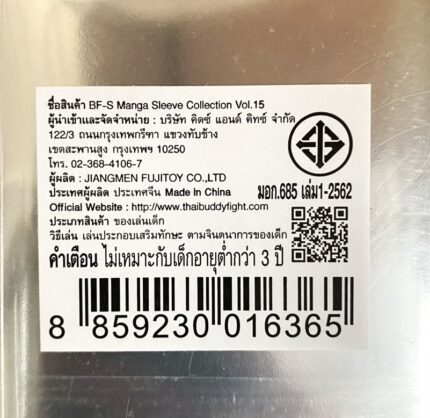 ชื่อสินค้า BF-S Manga Sleeve Collection Vol.15
ผู้นำเข้าและจัดจำหน่าย : บริษัท คิดซ์ แอนด์ คิทซ์ จำกัด
122/3 ถนนกรุงเทพกรีฑา แขวงทับช้าง
เขตสะพานสูง กรุงเทพฯ 10250
โทร. 02-368-4106-7
ผู้ผลิต : JIANGMEN FUJITOY CO.,LTD
ประเทศผู้ผลิต ประเทศจีน Made in China
มอก.685 เล่ม1-2562
Official Website : http://www.thaibuddyfight.com
ประเภทสินค้า ของเล่นเด็ก
วิธีเล่น เล่นประกอบเสริมทักษะ ตามจินตนาการของเด็ก
คำเตือน ไม่เหมาะกับเด็กอายุต่ำกว่า 3 ปี
8 859230 016365